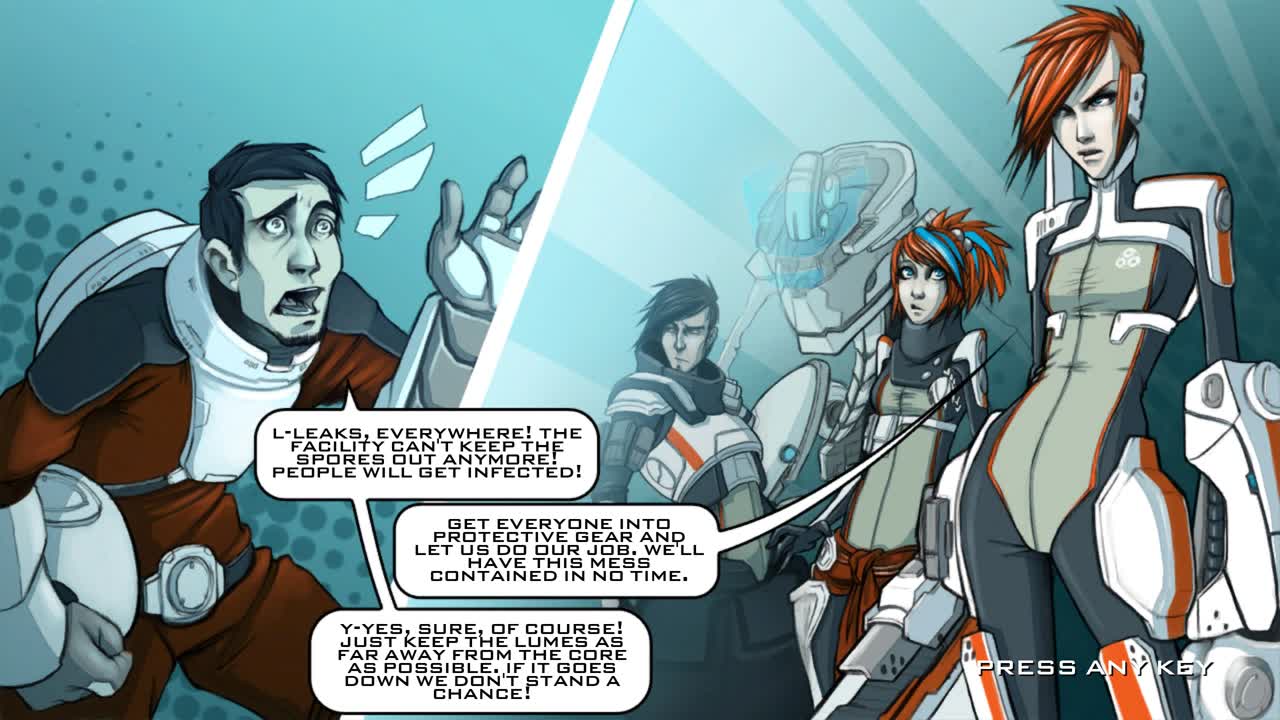 L-LEAKS, EVERYWHERE! THE
FACILITY CAN'T KEEP THE
SPORES OUT ANYMORE!
PEOPLE WILL GET INFECTED!
GET EVERYONE INTO
PROTECTIVE GEAR AND
LET US DO OUR JOB. WE'LL
HAVE THIS MESS
CONTAINED IN NO TIME.
Y-YES, SURE, OF COURSE!
JUST KEEP THE LUMES AS
FAR AWAY FROM THE CORE
AS POSSIBLE. IF IT GOES
DOWN WE DON'T STAND A
CHANCE!
PRESS ANY KEY